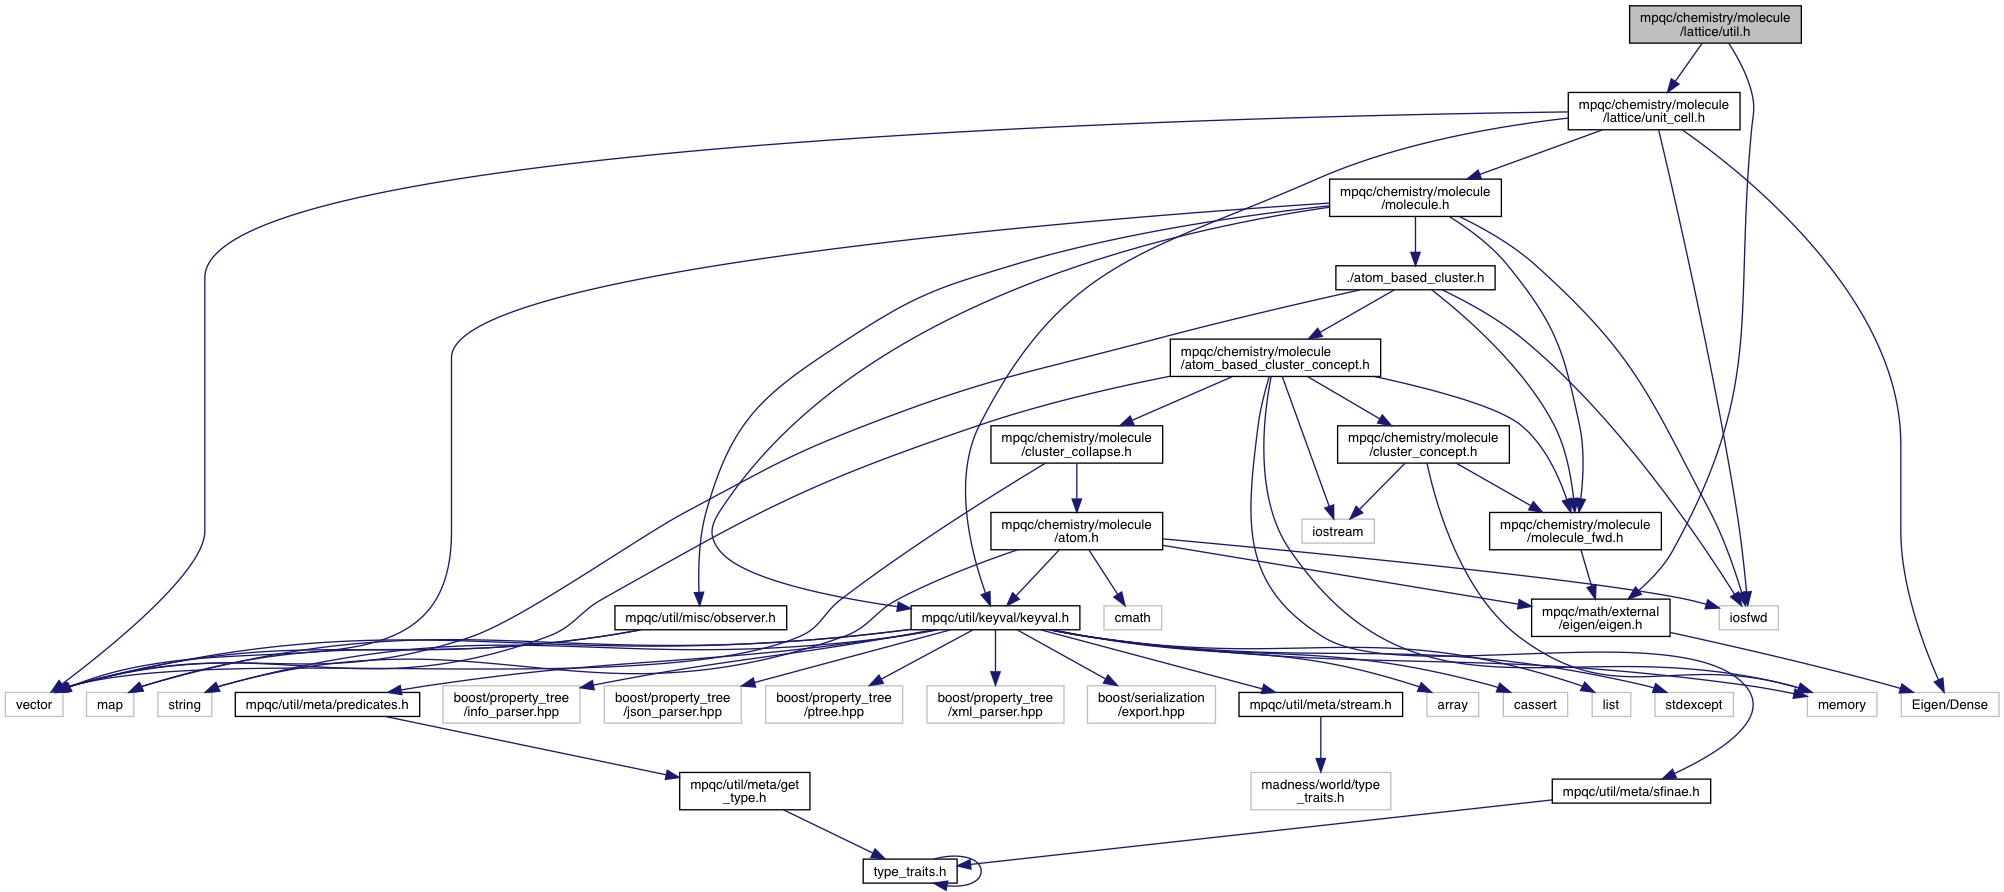 mpqc/chemistry/molecule
/lattice/util.h
mpqc/chemistry/molecule
/lattice/unit_cell.h
mpqc/chemistry/molecule
/molecule.h
./atom_based_cluster.h
mpqc/chemistry/molecule
/atom_based_cluster_concept.h
mpqc/chemistry/molecule
/cluster_collapse.h
mpqc/chemistry/molecule
/cluster_concept.h
mpqc/chemistry/molecule
/atom.h
iostream
mpqc/chemistry/molecule
/molecule_fwd.h
mpqc/util/misc/observer.h
mpqc/util/keyval/keyval.h
cmath
mpqc/math/external
/eigen/eigen.h
iosfwd
vector
map
string
mpqc/util/meta/predicates.h
boost/property_tree
/info_parser.hpp
boost/property_tree
/json_parser.hpp
boost/property_tree
/ptree.hpp
boost/property_tree
/xml_parser.hpp
boost/serialization
/export.hpp
mpqc/util/meta/stream.h
array
cassert
list
stdexcept
memory
Eigen/Dense
mpqc/util/meta/get
_type.h
madness/world/type
_traits.h
mpqc/util/meta/sfinae.h
type_traits.h